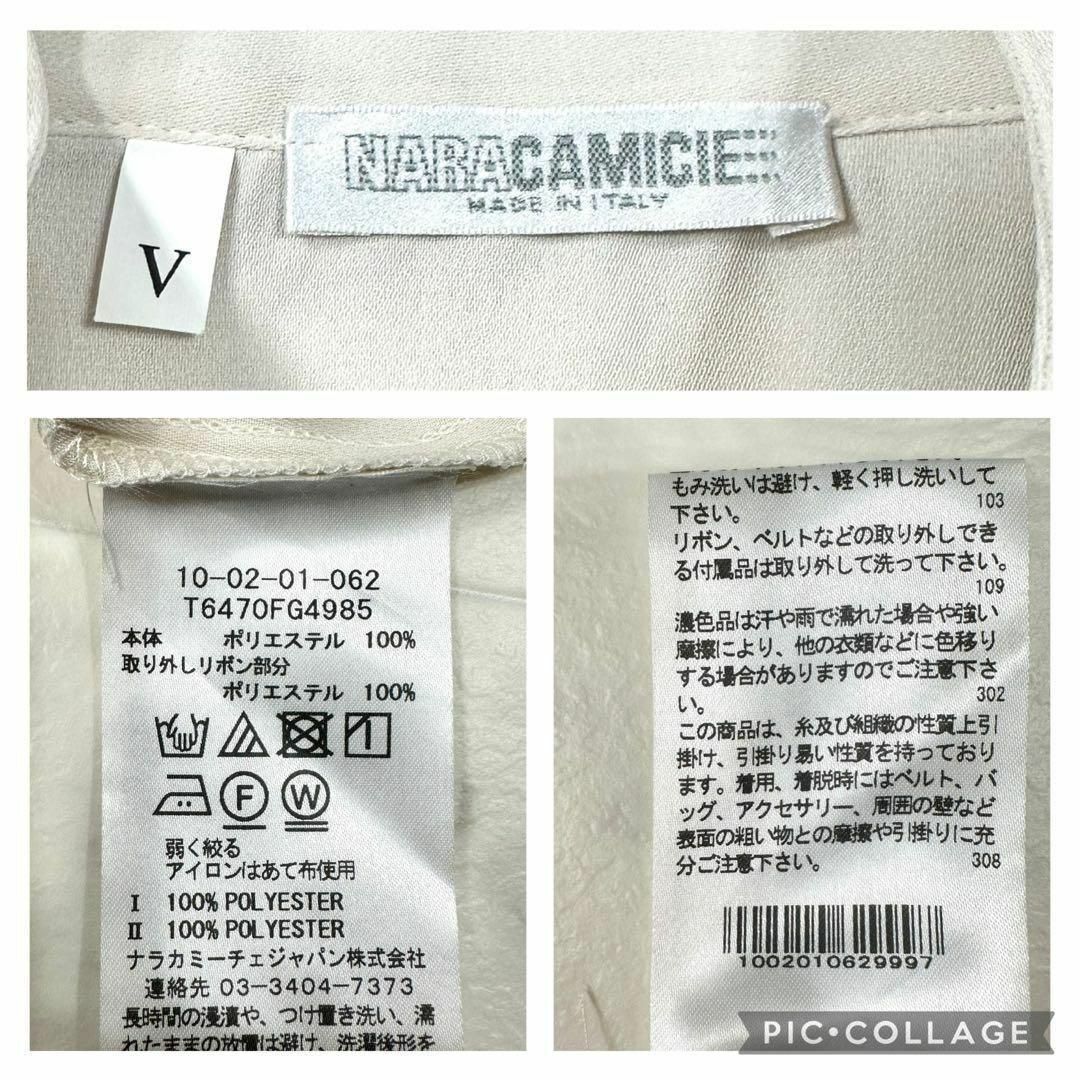 NARACAMICIE
MADE IN ITALY
V
10-02-01-062
T6470FG4985
本体 ポリエステル 100%
取り外しリボン部分
ポリエステル 100%
F W
弱く絞る
アイロンはあて布使用
I 100% POLYESTER
II 100% POLYESTER
ナラカミーチェジャパン株式会社
連絡先 03-3404-7373
長時間の浸漬や、つけ置き洗い、濡
れたままの放置は避け、洗濯後形を
もみ洗いは避け、軽く押し洗いして
下さい。 103
リボン、ベルトなどの取り外しでき
る付属品は取り外して洗って下さい。
109
濃色品は汗や雨で濡れた場合や強い
摩擦により、他の衣類などに色移り
する場合がありますのでご注意下さ
い。 302
この商品は、糸及び組織の性質上引
掛け、引掛り易い性質を持っており
ます。着用、着脱時にはベルト、バ
ッグ、アクセサリー、周囲の壁など
表面の粗い物との摩擦や引掛りに充
分ご注意下さい。 308
1002010629997
PIC•COLLAGE